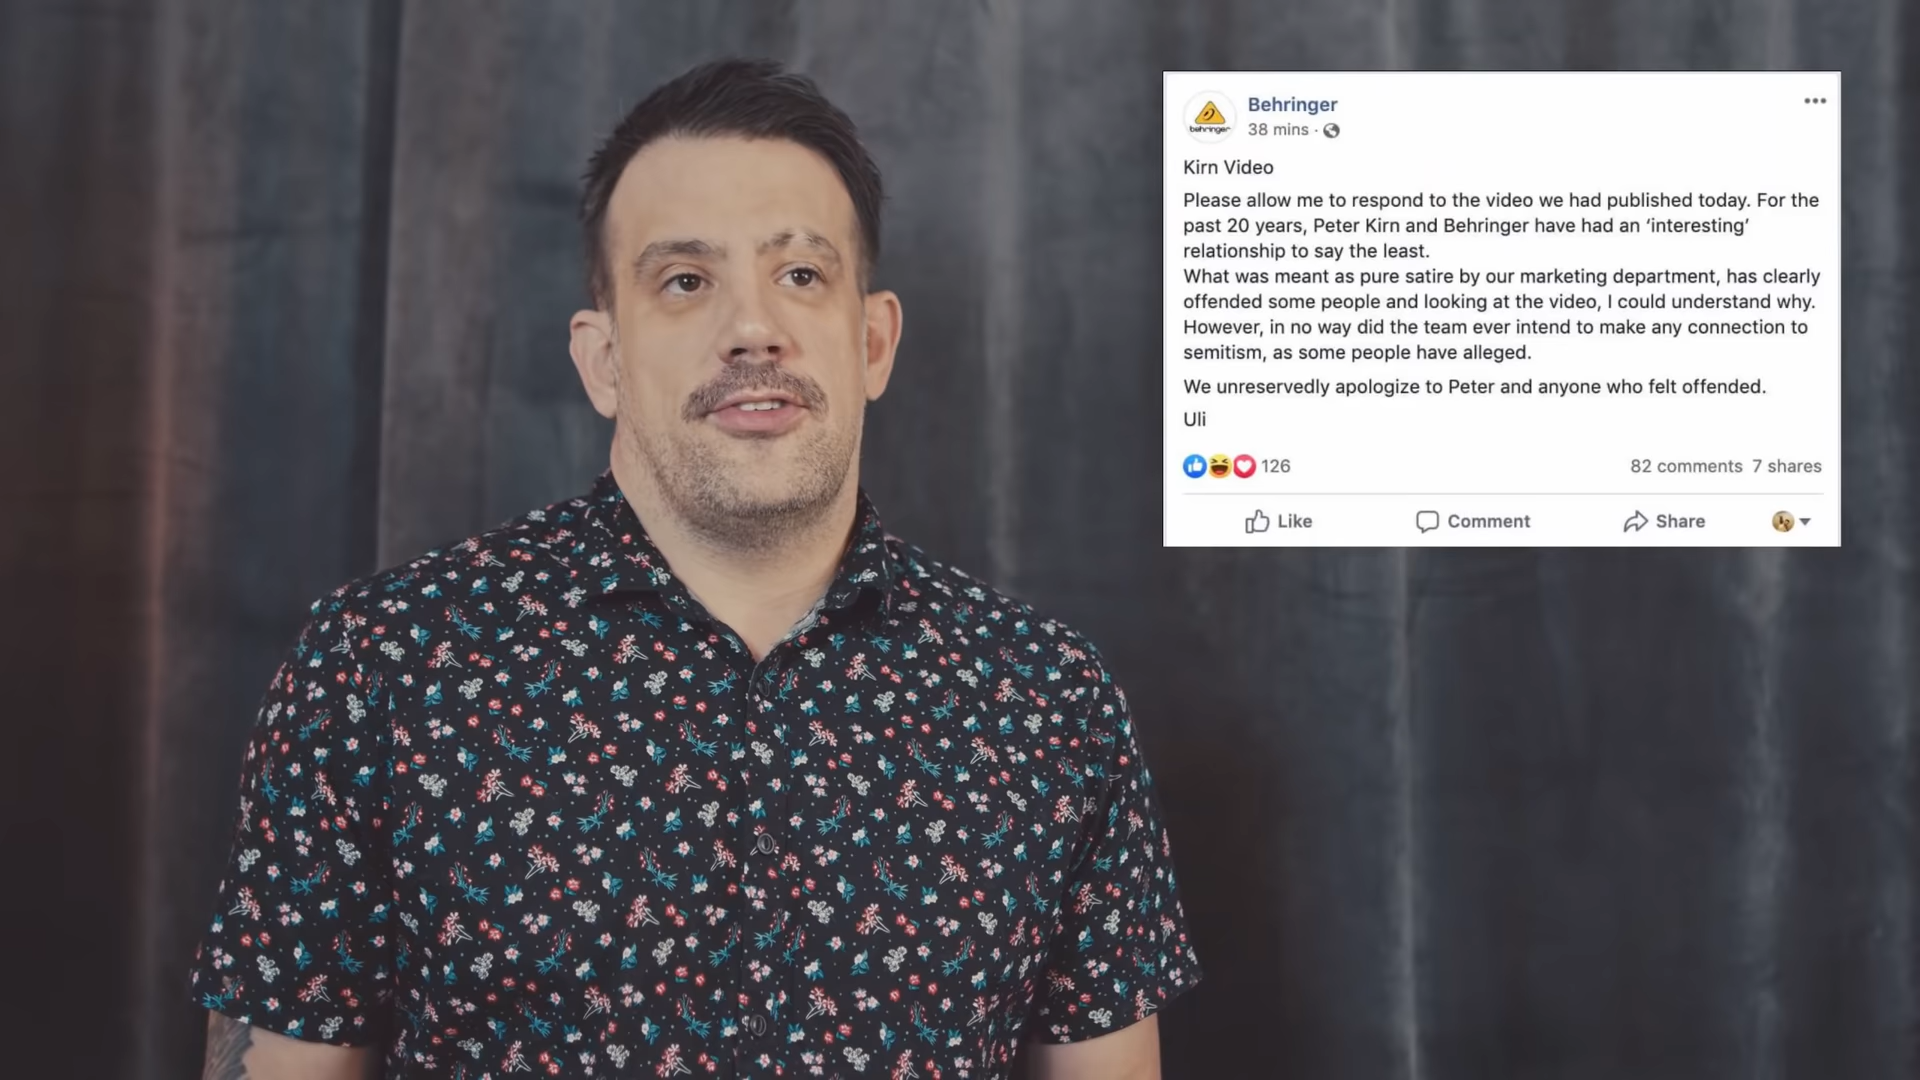 Behringer
behringer
38 mins ·
Kirn Video
Please allow me to respond to the video we had published today. For the
past 20 years, Peter Kirn and Behringer have had an ‘interesting’
relationship to say the least.
What was meant as pure satire by our marketing department, has clearly
offended some people and looking at the video, I could understand why.
However, in no way did the team ever intend to make any connection to
semitism, as some people have alleged.
We unreservedly apologize to Peter and anyone who felt offended.
Uli
126
82 comments 7 shares
Like Comment Share